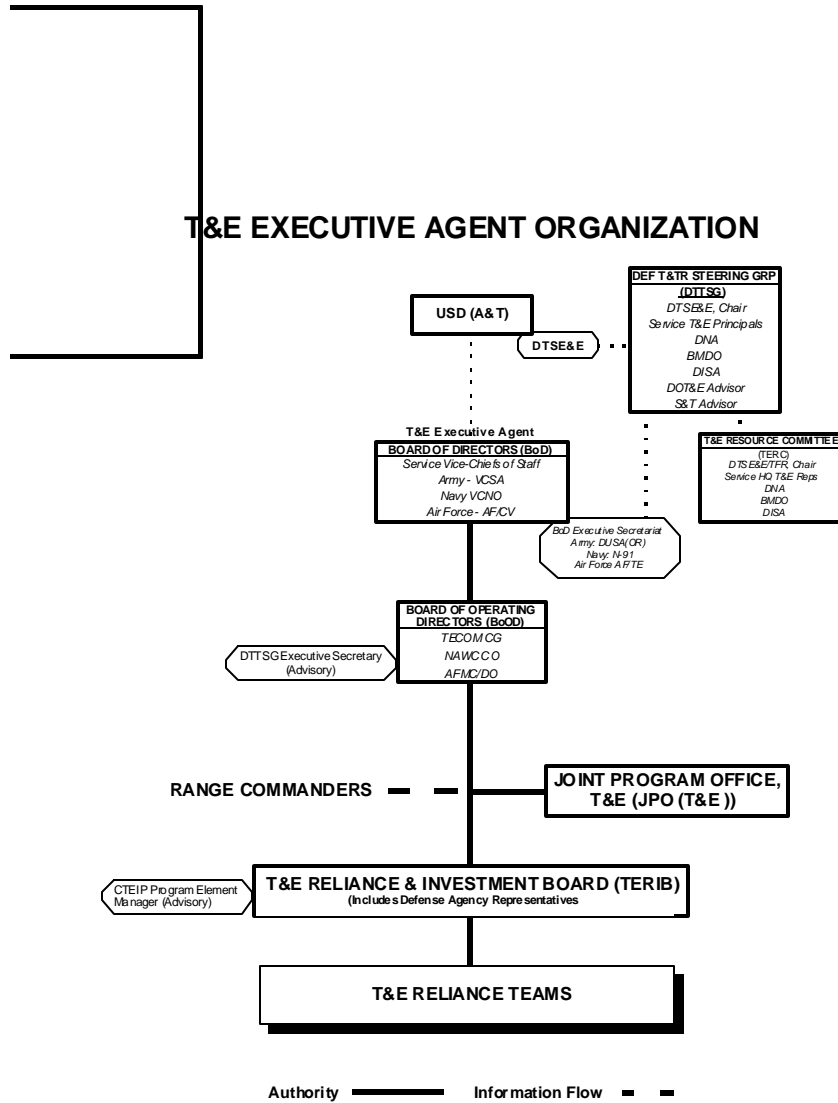 T&E EXECUTIVE AGENT ORGANIZATION
USD (A&T)
DTSE&E
DEF T&TR STEERING GRP
(DTTSG)
DTSE&E, Chair
Service T&E Principals
DNA
BMDO
DISA
DOT&E Advisor
S&T Advisor
T&E Executive Agent
BOARD OF DIRECTORS (BoD)
Service Vice-Chiefs of Staff
Army - VCSA
Navy VCNO
Air Force - AF/CV
T&E RESOURCE COMMITTEE
(TERC)
DTSE&E/TFR, Chair
Service HQ T&E Reps
DNA
BMDO
DISA
BoD Executive Secretariat
Army: DUSA(OR)
Navy: N-91
Air Force AF/TE
BOARD OF OPERATING
DIRECTORS (BoOD)
TECOM CG
NAWC CO
AFMC/DO
DTTSG Executive Secretary
(Advisory)
RANGE COMMANDERS
JOINT PROGRAM OFFICE,
T&E (JPO (T&E ))
CTEIP Program Element
Manager (Advisory)
T&E RELIANCE & INVESTMENT BOARD (TERIB)
(Includes Defense Agency Representatives
T&E RELIANCE TEAMS
Authority
Information Flow